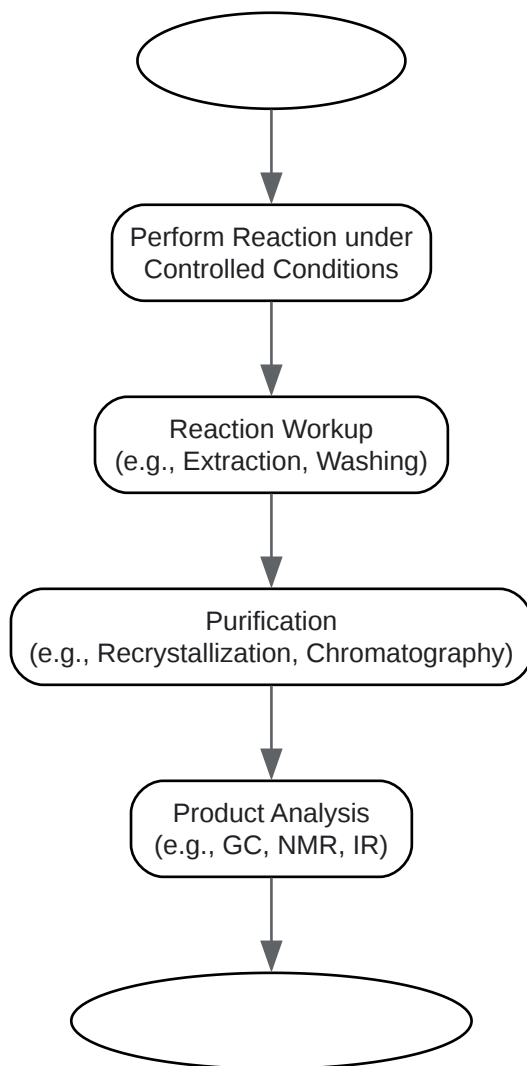 Perform Reaction under
Controlled Conditions
Reaction Workup
(e.g., Extraction, Washing)
Purification
(e.g., Recrystallization, Chromatography)
Product Analysis
(e.g., GC, NMR, IR)